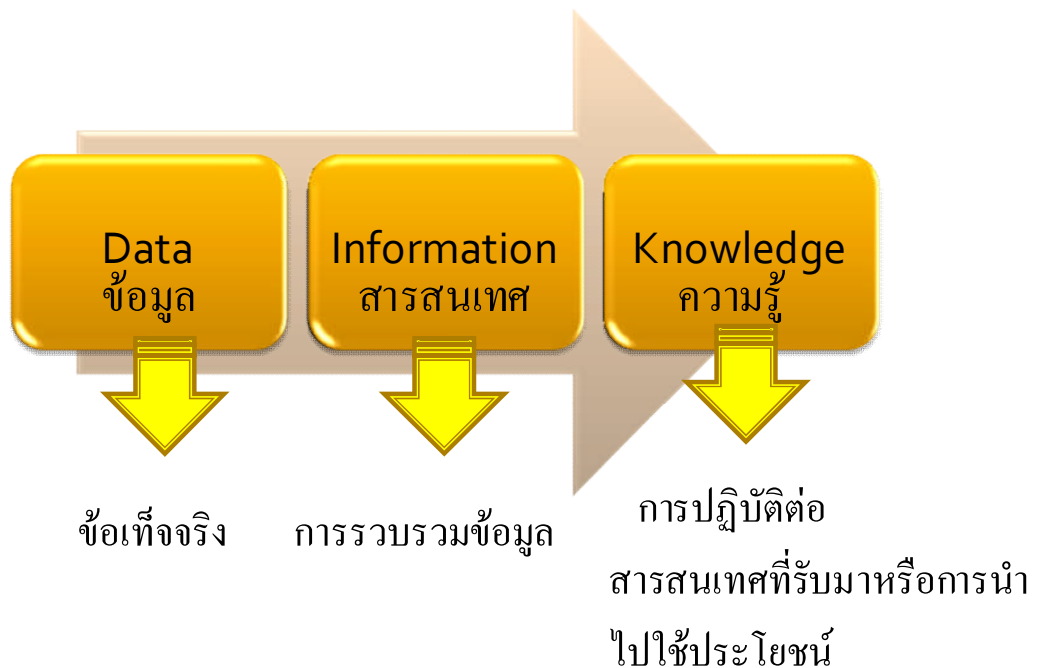 Data
ข้อมูล
Information
สารสนเทศ
Knowledge
ความรู้
ข้อเท็จจริง
การรวบรวมข้อมูล
การปฏิบัติต่อ
สารสนเทศที่รับมาหรือการนำ
ไปใช้ประโยชน์